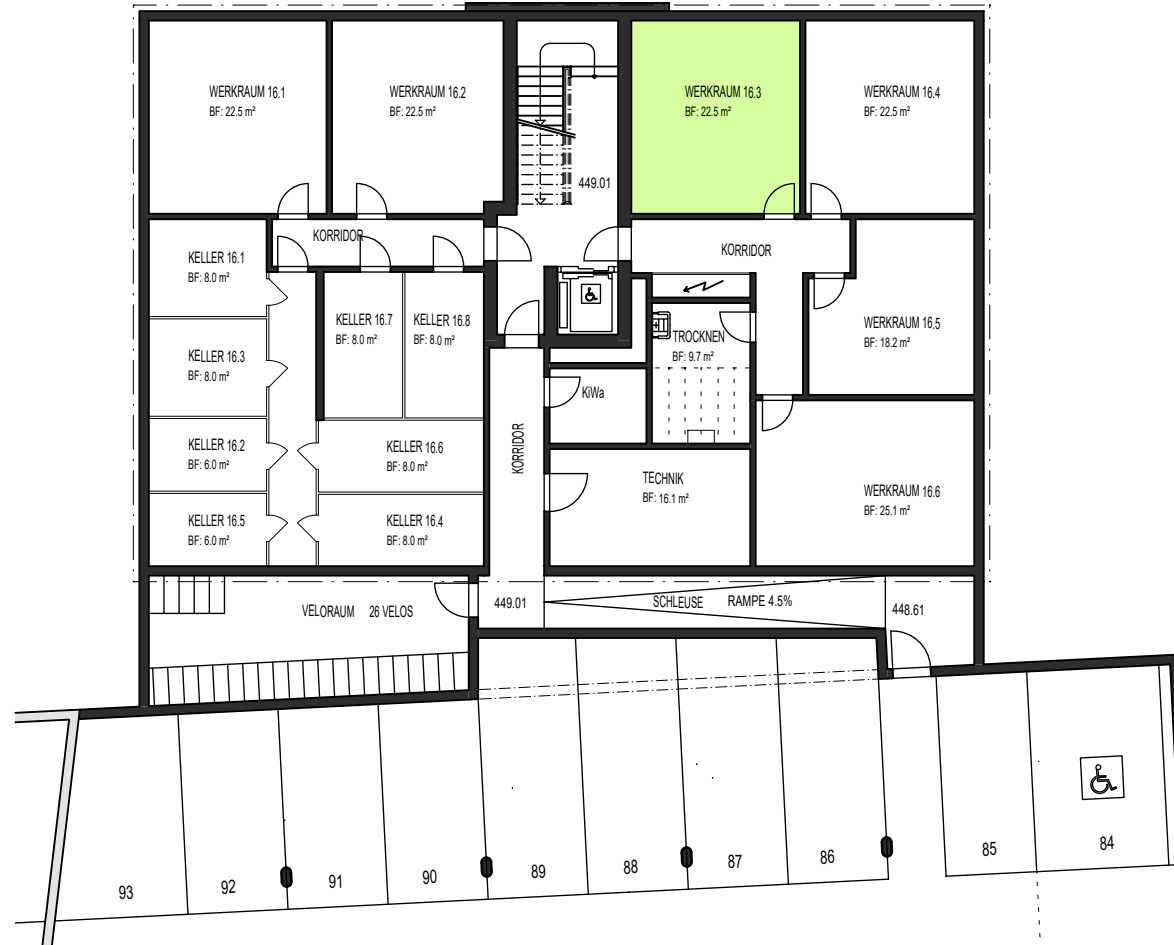 WERKRAUM 16.1
BF: 22.5 m²
WERKRAUM 16.2
BF: 22.5 m²
WERKRAUM 16.3
BF: 22.5 m²
WERKRAUM 16.4
BF: 22.5 m²
449.01
KORRIDOR
KORRIDOR
KELLER 16.1
BF: 8.0 m²
KELLER 16.7
BF: 8.0 m²
KELLER 16.8
BF: 8.0 m²
TROCKNEN
BF: 9.7 m²
WERKRAUM 16.5
BF: 18.2 m²
KELLER 16.3
BF: 8.0 m²
KiWa
KELLER 16.2
BF: 6.0 m²
KELLER 16.6
BF: 8.0 m²
KORRIDOR
TECHNIK
BF: 16.1 m²
WERKRAUM 16.6
BF: 25.1 m²
KELLER 16.5
BF: 6.0 m²
KELLER 16.4
BF: 8.0 m²
VELORAUM 26 VELOS
449.01
SCHLEUSE RAMPE 4.5%
448.61
93
92
91
90
89
88
87
86
85
84